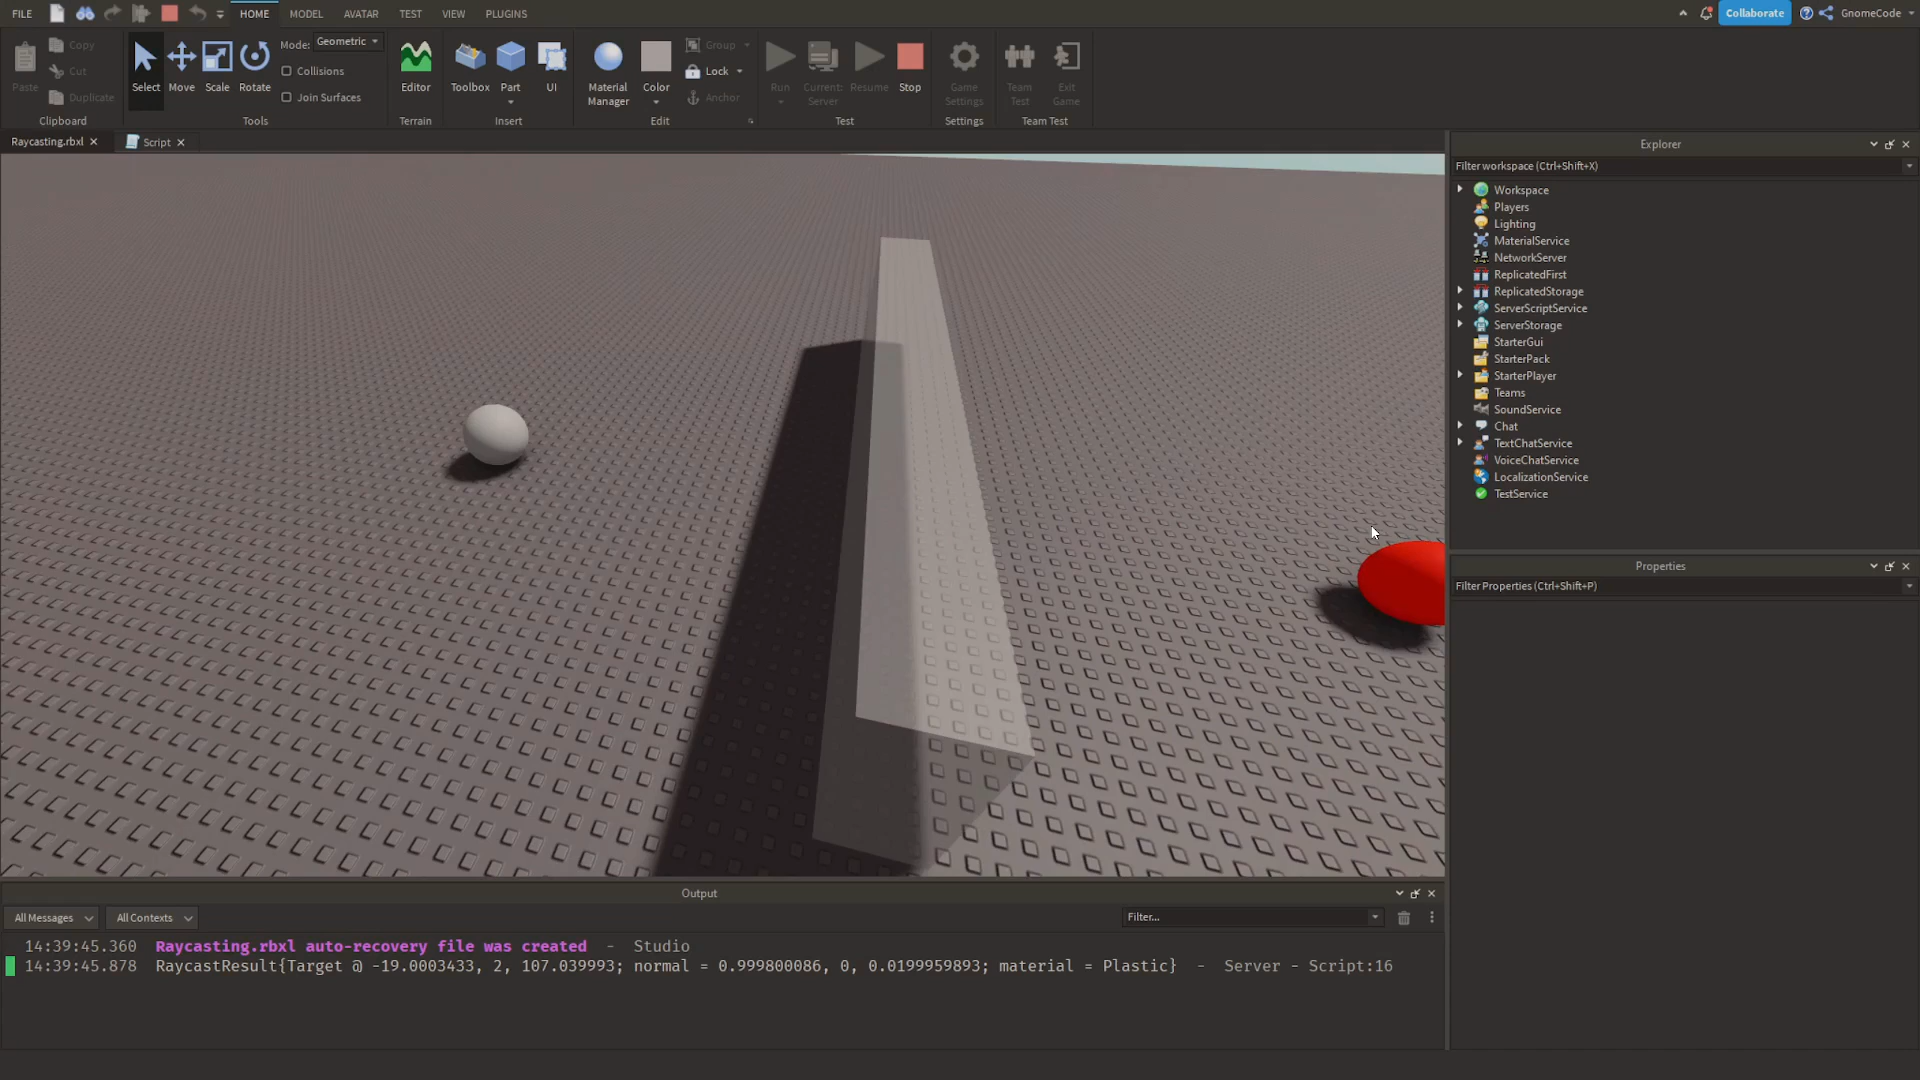 FILE HOME MODEL AVATAR TEST VIEW PLUGINS Collaborate GnomeCode
Paste Copy Cut Duplicate
Clipboard
Select Move Scale Rotate Mode: Geometric
Collisions
Join Surfaces
Tools
Editor
Terrain
Toolbox Part UI
Insert
Material Manager Color Group Lock Anchor
Edit
Run Current: Server Resume Stop
Test
Game Settings
Settings
Team Test Exit Game
Team Test
Raycasting.rbxl Script
Explorer
Filter workspace (Ctrl+Shift+X)
Workspace
Players
Lighting
MaterialService
NetworkServer
ReplicatedFirst
ReplicatedStorage
ServerScriptService
ServerStorage
StarterGui
StarterPack
StarterPlayer
Teams
SoundService
Chat
TextChatService
VoiceChatService
LocalizationService
TestService
Properties
Filter Properties (Ctrl+Shift+P)
Output
All Messages All Contexts Filter...
14:39:45.360 Raycasting.rbxl auto-recovery file was created - Studio
14:39:45.878 RaycastResult{Target @ -19.0003433, 2, 107.039993; normal = 0.999800086, 0, 0.0199959893; material = Plastic} - Server - Script:16